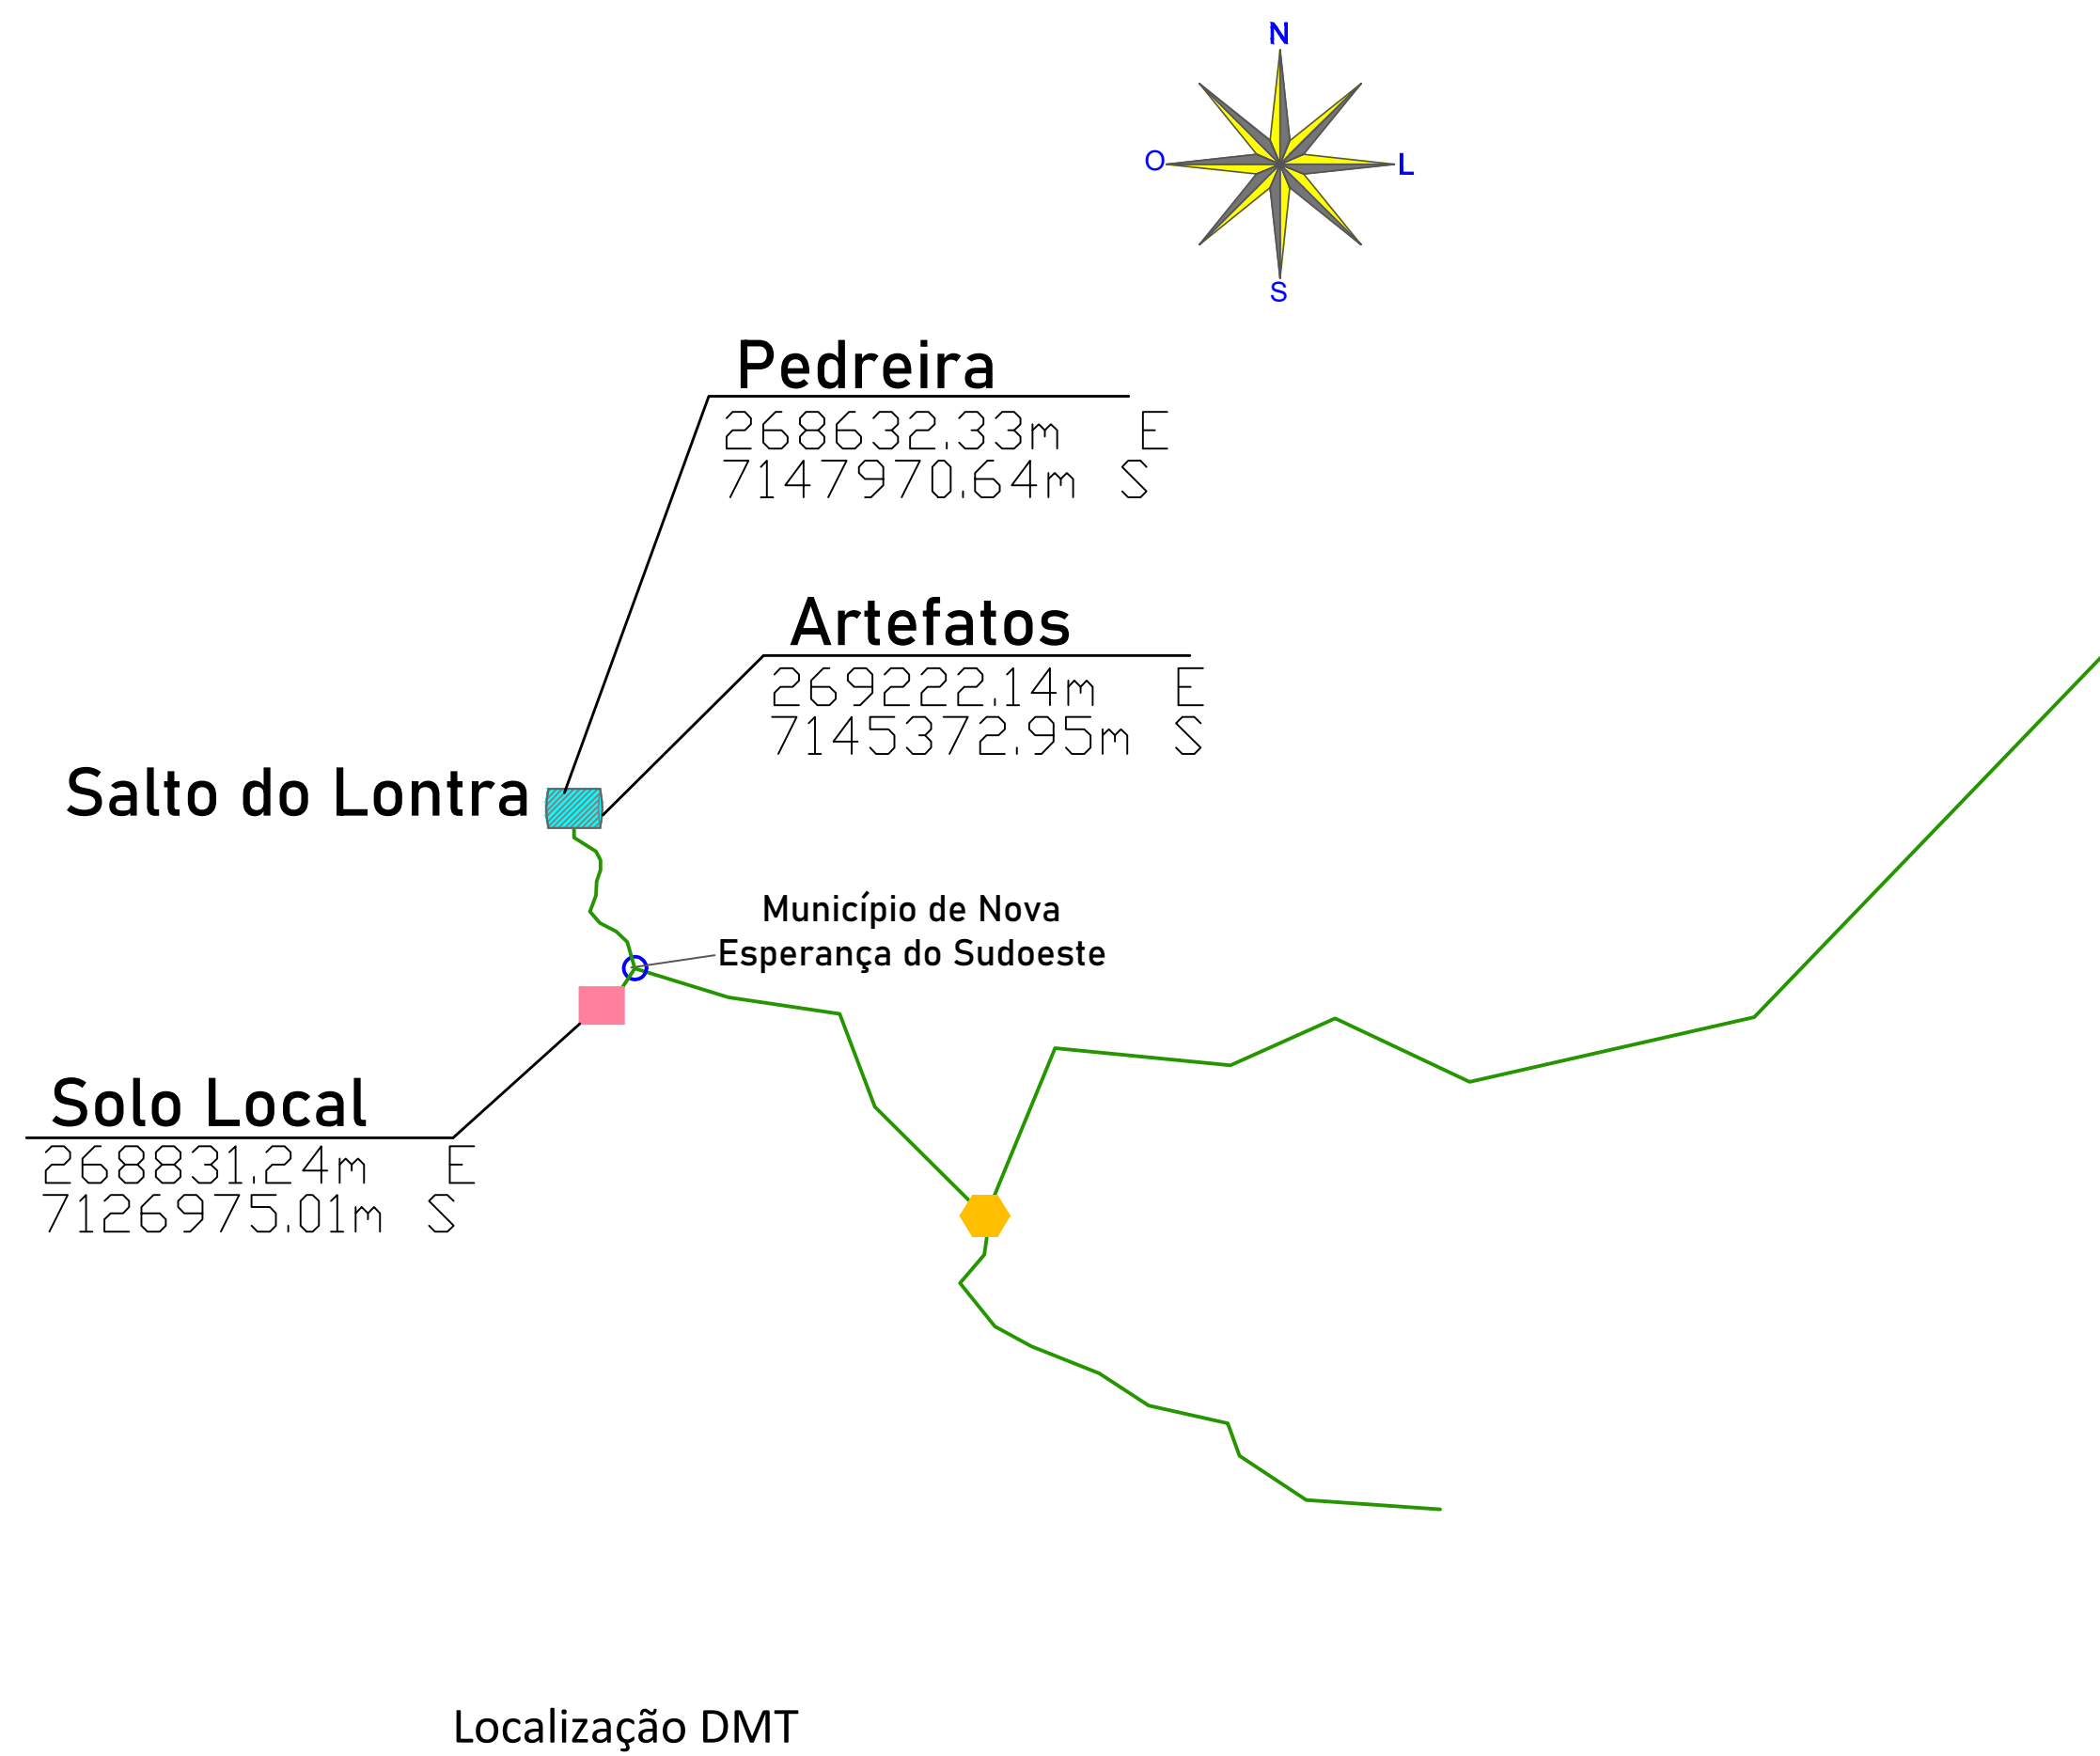 N
O
L
S
Pedreira
268632.33m E
7147970.64m S
Artefatos
269222.14m E
7145372.95m S
Salto do Lontra
Município de Nova
Esperança do Sudoeste
Solo Local
268831.24m E
7126975.01m S
Localização DMT